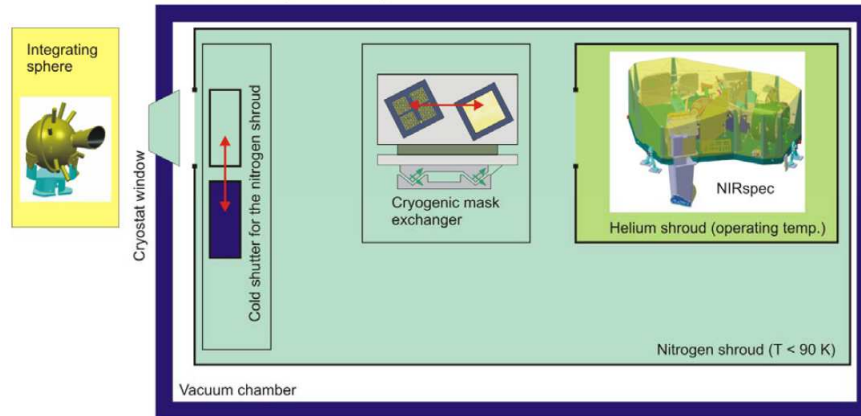 Integrating
sphere
Cryostat window
Cold shutter for the nitrogen shroud
Cryogenic mask
exchanger
NIRspec
Helium shroud (operating temp.)
Nitrogen shroud (T < 90 K)
Vacuum chamber